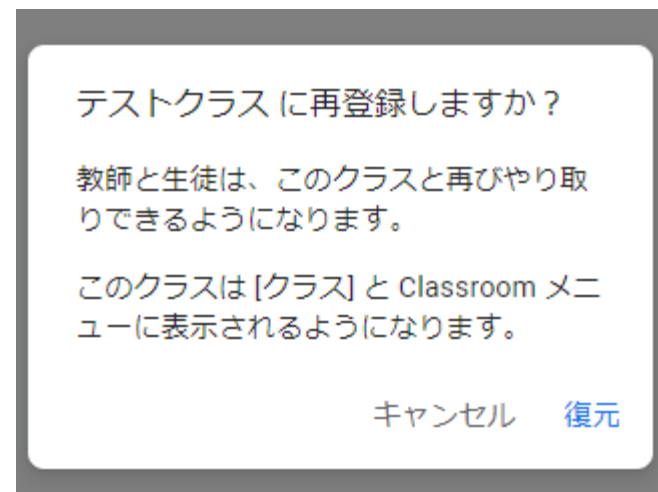 テストクラス に再登録しますか？
教師と生徒は、このクラスと再びやり取
りできるようになります。
このクラスは [クラス] と Classroom メニ
ューに表示されるようになります。
キャンセル 復元